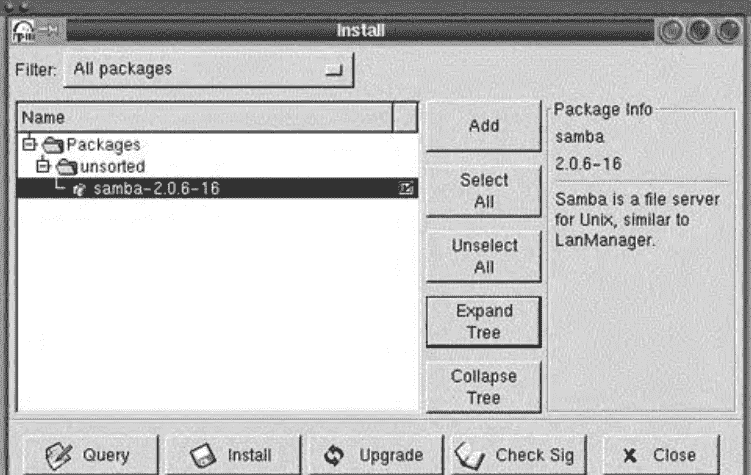 Install
Filter: All packages
Name
Packages
unsorted
samba-2.0.6-16
Add
Select
All
Unselect
All
Expand
Tree
Collapse
Tree
Package Info
samba
2.0.6-16
Samba is a file server
for Unix, similar to
LanManager.
Query
Install
Upgrade
Check Sig
Close